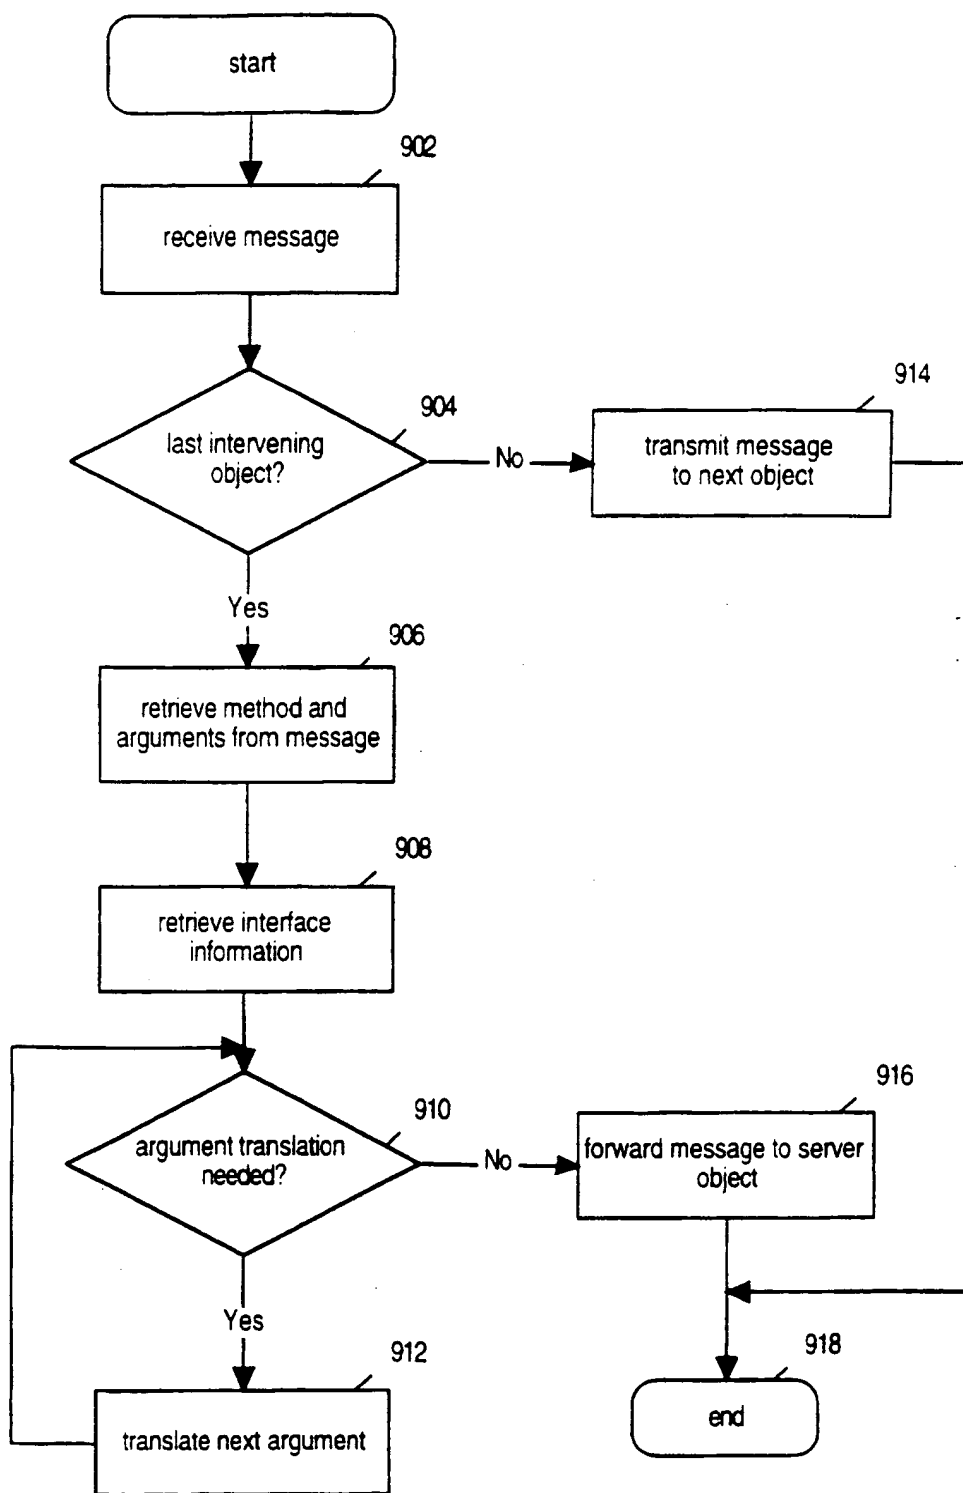 start
902
receive message
904
last intervening
object?
No
914
transmit message
to next object
Yes
906
retrieve method and
arguments from message
908
retrieve interface
information
910
argument translation
needed?
No
916
forward message to server
object
Yes
912
translate next argument
918
end